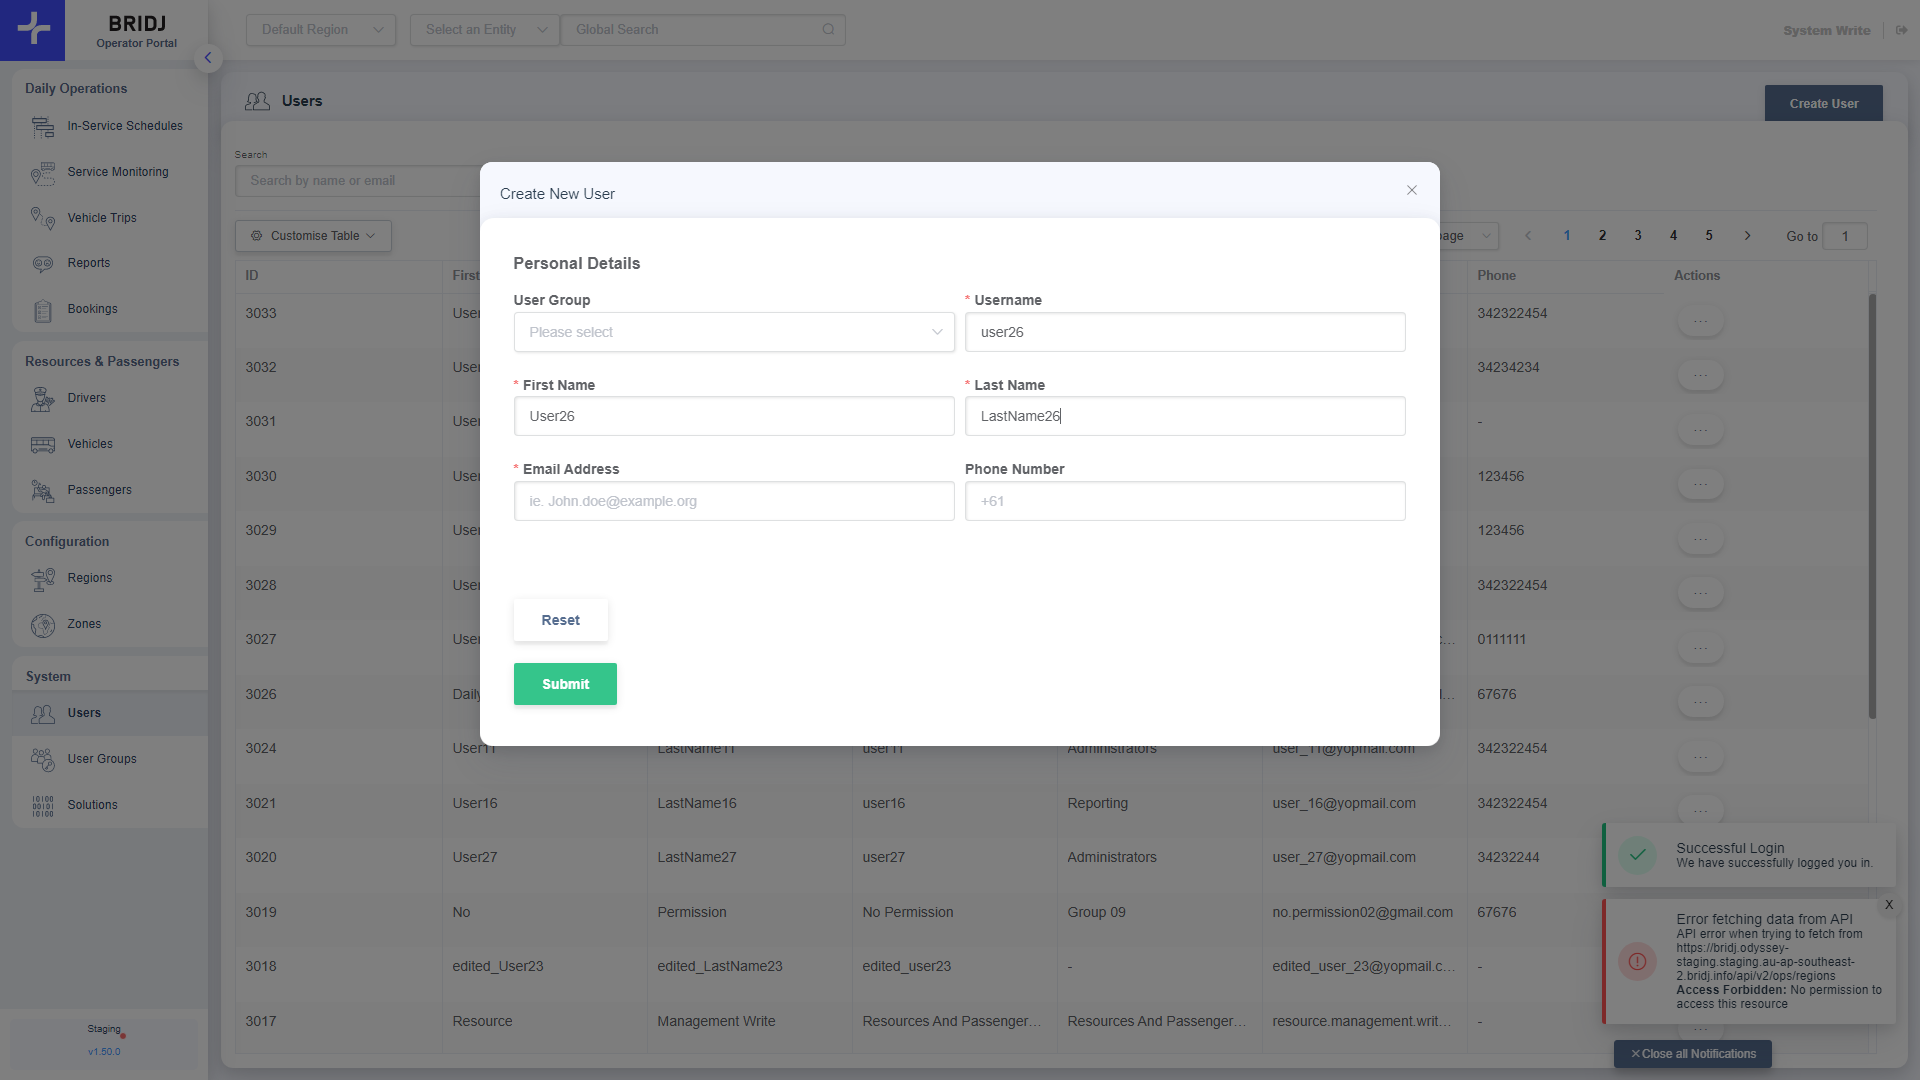 BRIDJ
Operator Portal
Default Region
Select an Entity
Global Search
System Write
Daily Operations
In-Service Schedules
Service Monitoring
Vehicle Trips
Reports
Bookings
Resources & Passengers
Drivers
Vehicles
Passengers
Configuration
Regions
Zones
System
Users
User Groups
Solutions
Staging
v1.50.0
Users
Create User
Search
Search by name or email
Customise Table
page
1 2 3 4 5
Go to 1
ID First Phone Actions
3033 User 342322454 ...
3032 User 34234234 ...
3031 User - ...
3030 User 123456 ...
3029 User 123456 ...
3028 User 342322454 ...
3027 User c... 0111111 ...
3026 Daily l... 67676 ...
3024 User11 LastName11 user11 Administrators user_11@yopmail.com 342322454 ...
3021 User16 LastName16 user16 Reporting user_16@yopmail.com 342322454 ...
3020 User27 LastName27 user27 Administrators user_27@yopmail.com 34232244
3019 No Permission No Permission Group 09 no.permission02@gmail.com 67676
3018 edited_User23 edited_LastName23 edited_user23 - edited_user_23@yopmail.c... -
3017 Resource Management Write Resources And Passenger... Resources And Passenger... resource.management.writ... - ...
Create New User
Personal Details
User Group
Please select
* Username
user26
* First Name
User26
* Last Name
LastName26
* Email Address
ie. John.doe@example.org
Phone Number
+61
Reset
Submit
Successful Login
We have successfully logged you in.
X
Error fetching data from API
API error when trying to fetch from
https://bridj.odyssey-
staging.staging.au-ap-southeast-
2.bridj.info/api/v2/ops/regions
Access Forbidden: No permission to
access this resource
×Close all Notifications